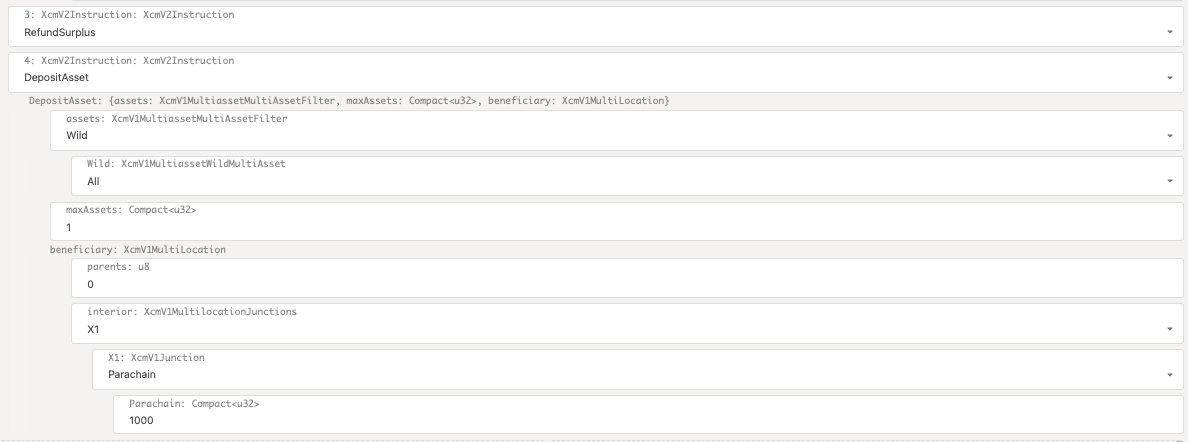 3: XcmV2Instruction: XcmV2Instruction
RefundSurplus
4: XcmV2Instruction: XcmV2Instruction
DepositAsset
DepositAsset: {assets: XcmV1MultiassetMultiAssetFilter, maxAssets: Compact<u32>, beneficiary: XcmV1MultiLocation}
assets: XcmV1MultiassetMultiAssetFilter
Wild
Wild: XcmV1MultiassetWildMultiAsset
All
maxAssets: Compact<u32>
1
beneficiary: XcmV1MultiLocation
parents: u8
0
interior: XcmV1MultilocationJunctions
X1
X1: XcmV1Junction
Parachain
Parachain: Compact<u32>
1000